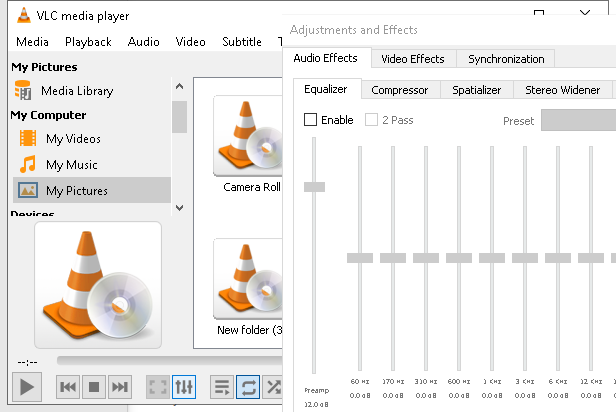 VLC media player
Media Playback Audio Video Subtitle T
My Pictures
Media Library
My Computer
My Videos
My Music
My Pictures
Devices
Camera Roll
New folder (3
--:--
Adjustments and Effects
Audio Effects Video Effects Synchronization
Equalizer Compressor Spatializer Stereo Widener
Enable 2 Pass Preset
60 Hz 170 Hz 310 Hz 600 Hz 1 KHz 3 KHz 6 KHz 12 KHz
Preamp 0.0 dB 0.0 dB 0.0 dB 0.0 dB 0.0 dB 0.0 dB 0.0 dB 0.0 dB
12.0 dB